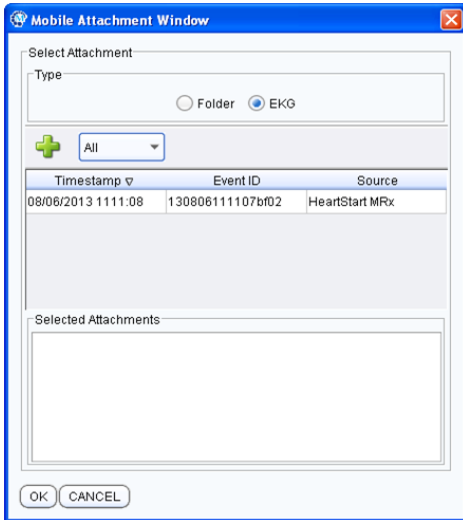 Mobile Attachment Window
Select Attachment
Type
Folder EKG
All
Timestamp Event ID Source
08/06/2013 1111:08 130806111107bf02 HeartStart MRx
Selected Attachments
OK CANCEL